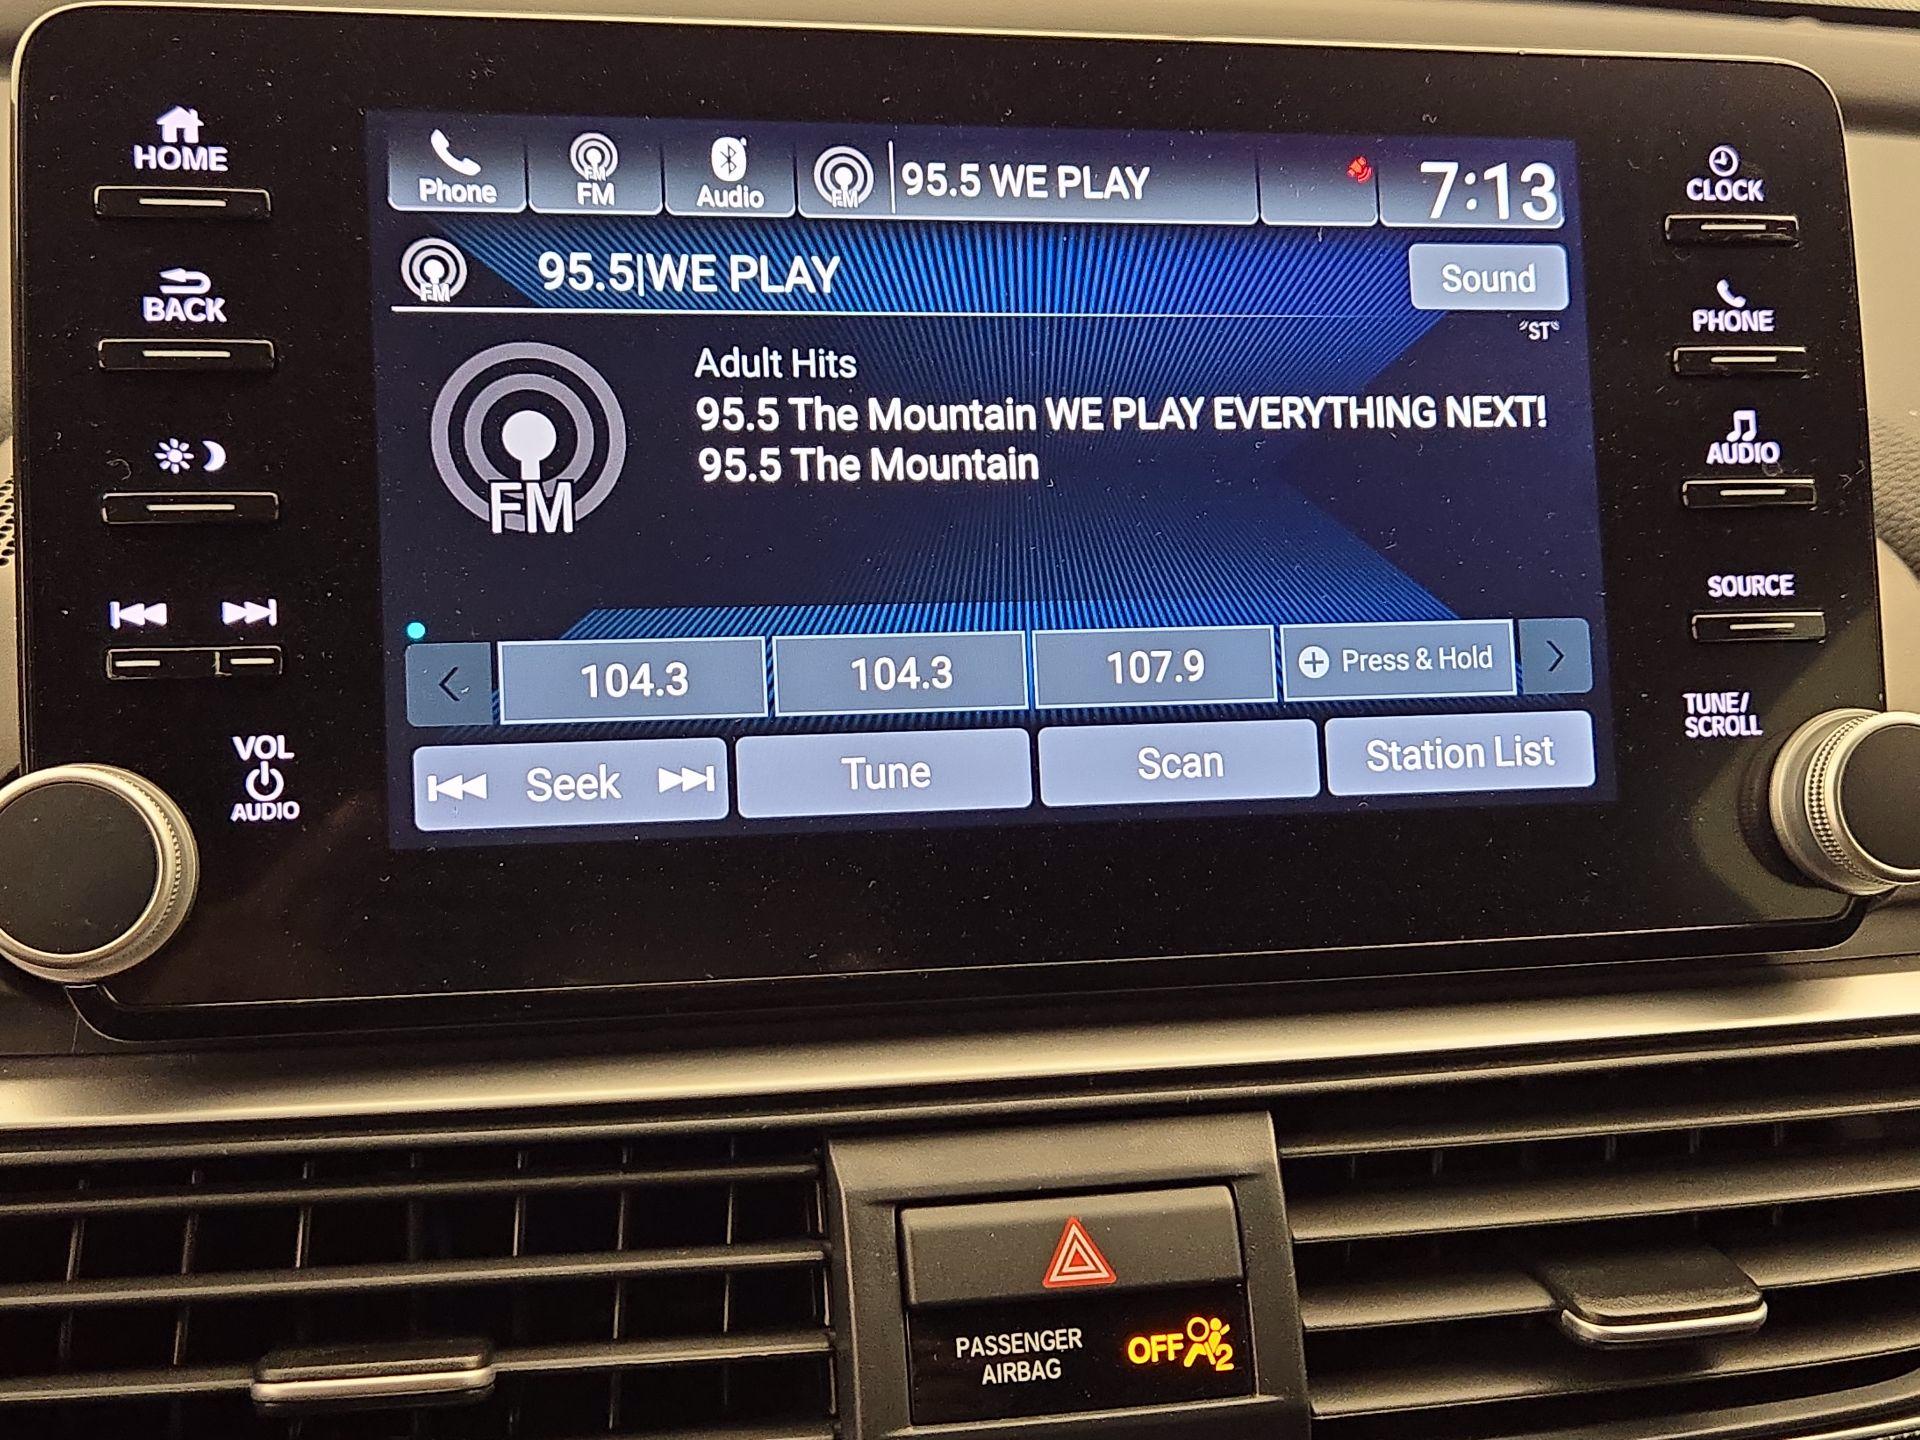 HOME
Phone
FM
FM
Audio
FM
95.5 WE PLAY
7:13
CLOCK
FM
95.5|WE PLAY
Sound
"ST"
BACK
PHONE
Adult Hits
95.5 The Mountain WE PLAY EVERYTHING NEXT!
95.5 The Mountain
FM
AUDIO
SOURCE
104.3
104.3
107.9
Press & Hold
TUNE/
SCROLL
VOL
AUDIO
Seek
Tune
Scan
Station List
PASSENGER
AIRBAG
OFF
2